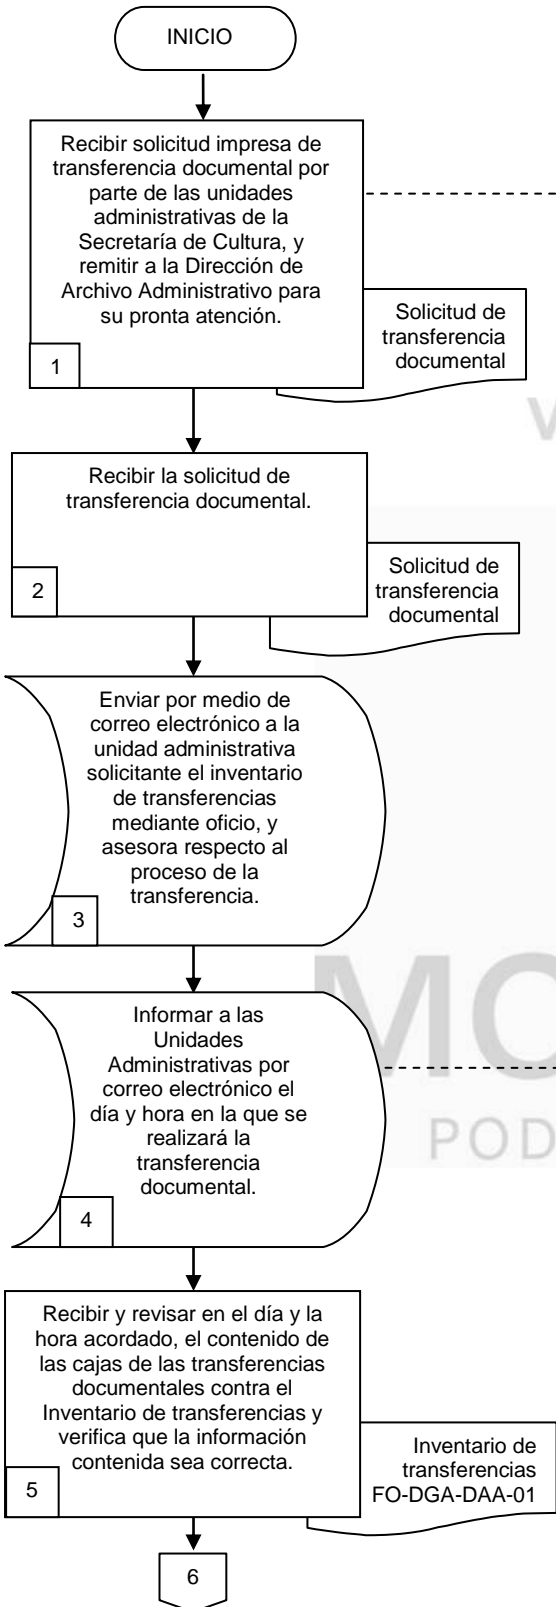 INICIO
Recibir solicitud impresa de
transferencia documental por
parte de las unidades
administrativas de la
Secretaría de Cultura, y
remitir a la Dirección de
Archivo Administrativo para
su pronta atención.
1
Solicitud de
transferencia
documental
V
Recibir la solicitud de
transferencia documental.
2
Solicitud de
transferencia
documental
Enviar por medio de
correo electrónico a la
unidad administrativa
solicitante el inventario
de transferencias
mediante oficio, y
asesora respecto al
proceso de la
transferencia.
3
MO
POD
Informar a las
Unidades
Administrativas por
correo electrónico el
día y hora en la que se
realizará la
transferencia
documental.
4
Recibir y revisar en el día y la
hora acordado, el contenido de
las cajas de las transferencias
documentales contra el
Inventario de transferencias y
verifica que la información
contenida sea correcta.
5
Inventario de
transferencias
FO-DGA-DAA-01
6